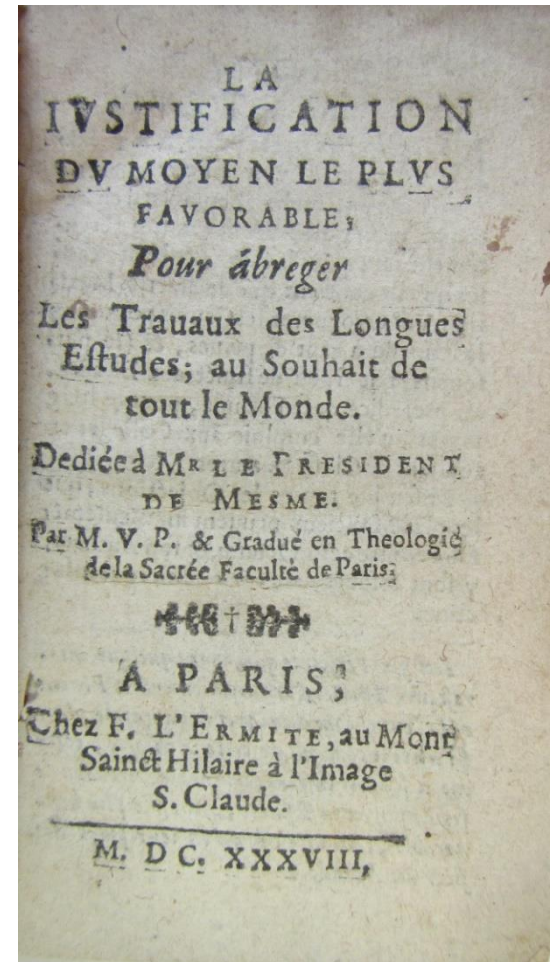 LA
IVSTIFICATION
DV MOYEN LE PLVS
FAVORABLE,
Pour ábreger
Les Trauaux des Longues
Eſtudes; au Souhait de
tout le Monde.
Dediée à MR LE PRESIDENT
DE MESME.
Par M. V. P. & Gradué en Theologie
de la Sacrée Faculté de Paris;
A PARIS,
Chez F. L'ERMITE, au Mont
Sainct Hilaire à l'Image
S. Claude.
M. DC. XXXVIII,